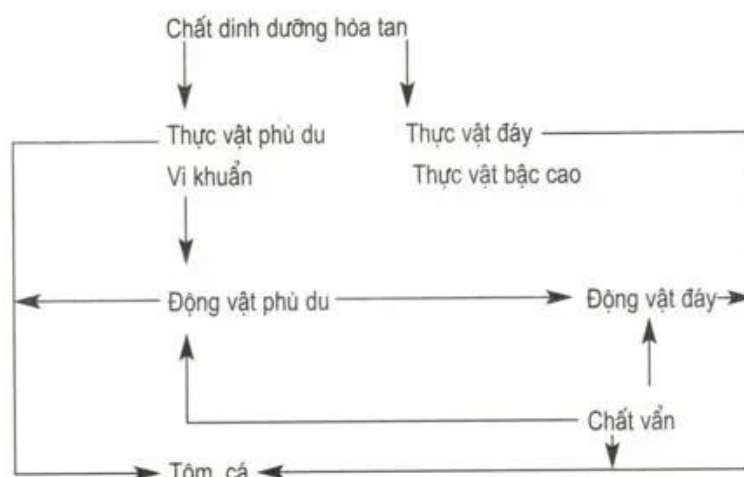 Chất dinh dưỡng hòa tan
Thực vật phù du
Thực vật đáy
Vi khuẩn
Thực vật bậc cao
Động vật phù du
Động vật đáy
Chất vẩn
Tôm, cá